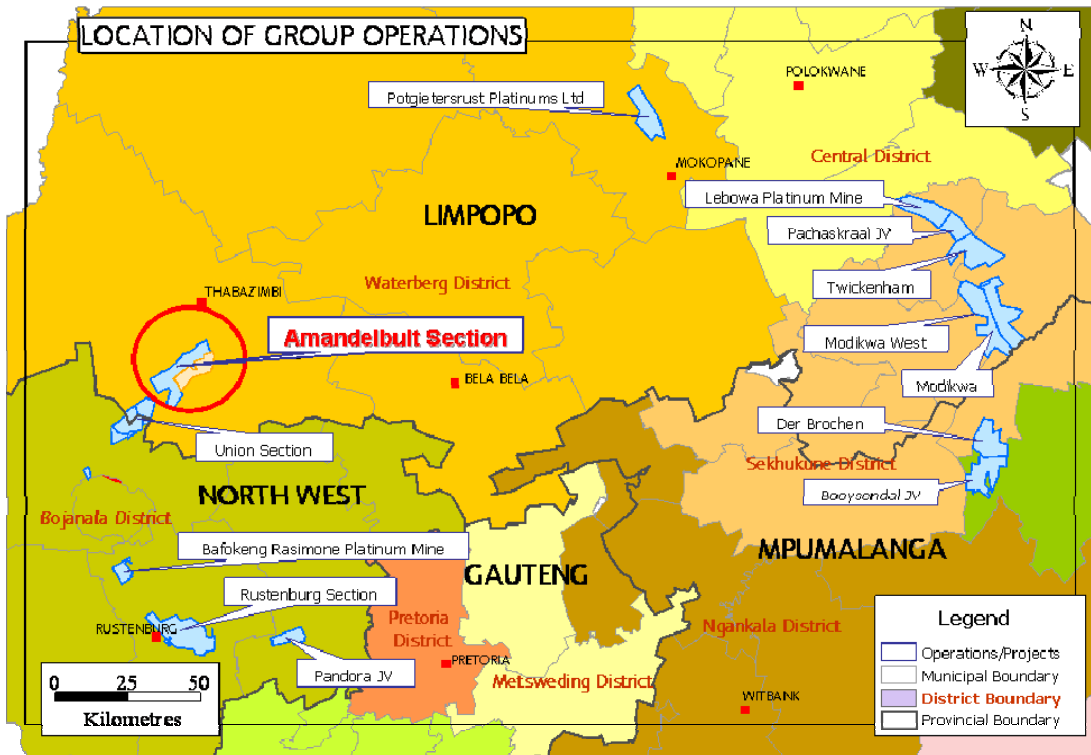 LOCATION OF GROUP OPERATIONS
N
W
E
S
POLOKWANE
Potgietersrust Platinums Ltd
Central District
MOKOPANE
Lebowa Platinum Mine
LIMPOPO
Pachaskraal JV
Twickenham
Waterberg District
THABAZIMBI
Amandelbult Section
Modikwa West
BELA BELA
Modikwa
Der Brochen
Union Section
Sekhukune District
NORTH WEST
Booysendal JV
Bojanala District
Bafokeng Rasimone Platinum Mine
MPUMALANGA
GAUTENG
Rustenburg Section
Pretoria
District
Ngankala District
RUSTENBURG
PRETORIA
Pandora JV
Metsweding District
WITBANK
0 25 50
Kilometres
Legend
Operations/Projects
Municipal Boundary
District Boundary
Provincial Boundary